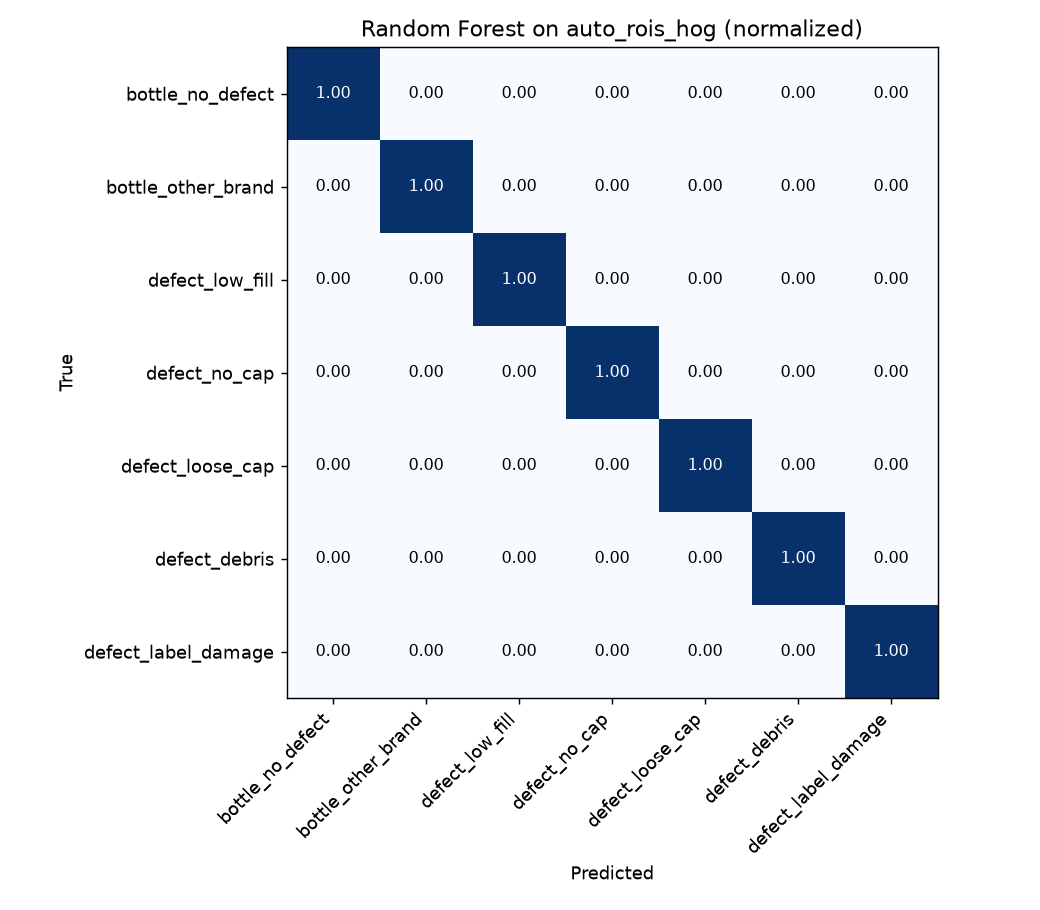 Random Forest on auto_rois_hog (normalized)
True
bottle_no_defect 1.00 0.00 0.00 0.00 0.00 0.00 0.00
bottle_other_brand 0.00 1.00 0.00 0.00 0.00 0.00 0.00
defect_low_fill 0.00 0.00 1.00 0.00 0.00 0.00 0.00
defect_no_cap 0.00 0.00 0.00 1.00 0.00 0.00 0.00
defect_loose_cap 0.00 0.00 0.00 0.00 1.00 0.00 0.00
defect_debris 0.00 0.00 0.00 0.00 0.00 1.00 0.00
defect_label_damage 0.00 0.00 0.00 0.00 0.00 0.00 1.00
bottle_no_defect
bottle_other_brand
defect_low_fill
defect_no_cap
defect_loose_cap
defect_debris
defect_label_damage
Predicted